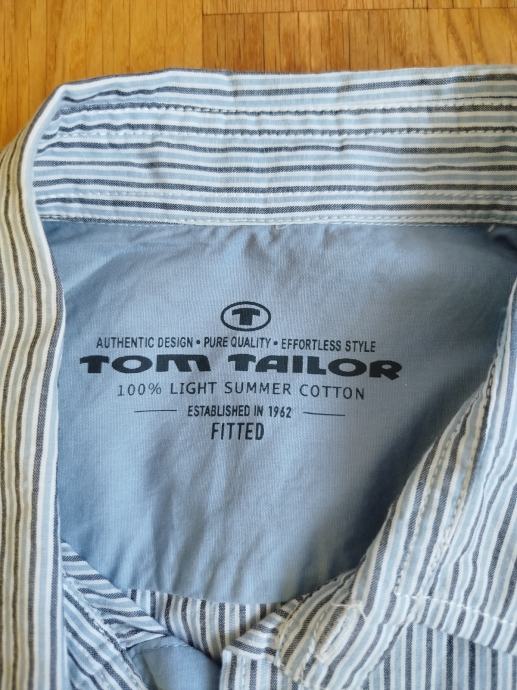 T
AUTHENTIC DESIGN • PURE QUALITY • EFFORTLESS STYLE
TOM TAILOR
100% LIGHT SUMMER COTTON
ESTABLISHED IN 1962
FITTED